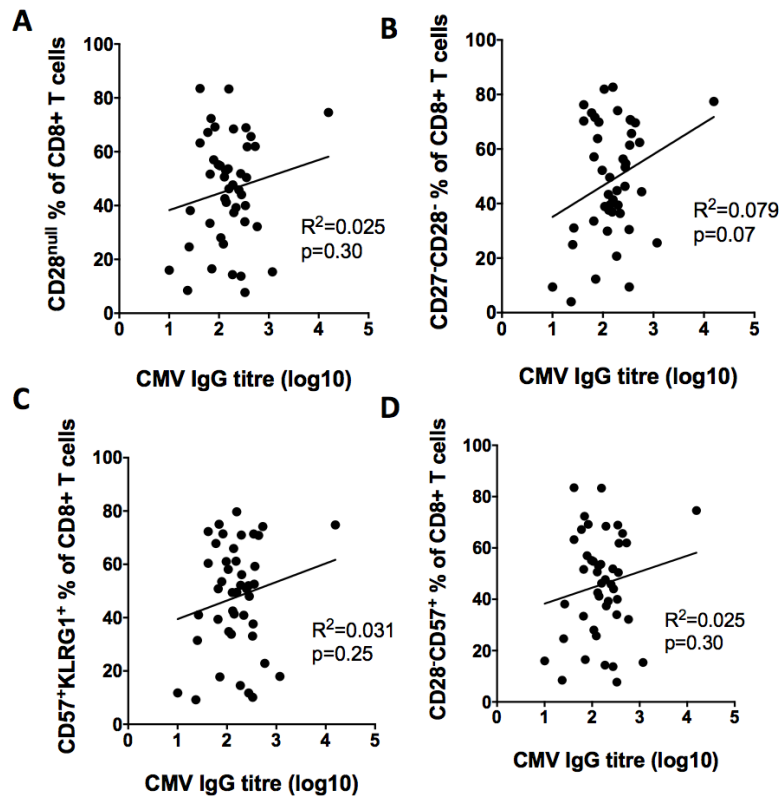 A
CD28null % of CD8+ T cells
100
80
60
40
20
0
0 1 2 3 4 5
R2=0.025
p=0.30
CMV IgG titre (log10)
B
CD27-CD28- % of CD8+ T cells
100
80
60
40
20
0
0 1 2 3 4 5
R2=0.079
p=0.07
CMV IgG titre (log10)
C
CD57+KLRG1+ % of CD8+ T cells
100
80
60
40
20
0
0 1 2 3 4 5
R2=0.031
p=0.25
CMV IgG titre (log10)
D
CD28-CD57+ % of CD8+ T cells
100
80
60
40
20
0
0 1 2 3 4 5
R2=0.025
p=0.30
CMV IgG titre (log10)